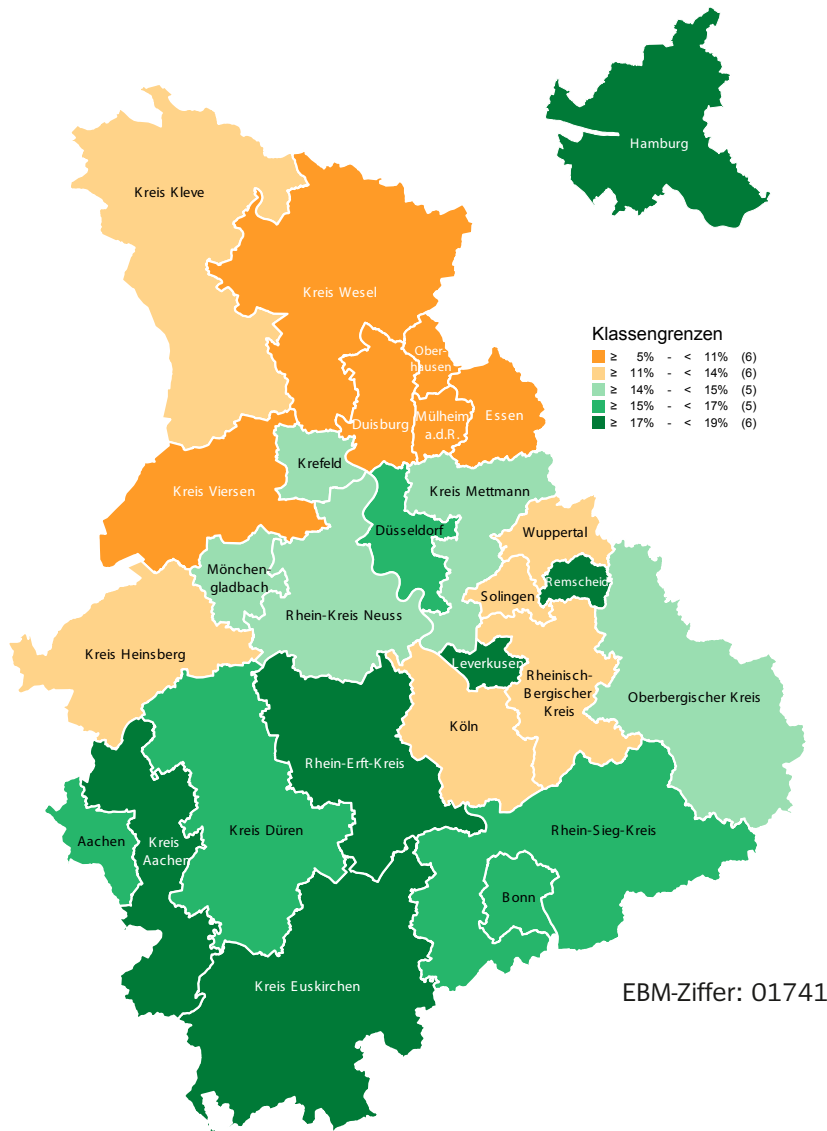 Hamburg
Kreis Kleve
Kreis Wesel
Klassengrenzen
≥ 5% - < 11% (6)
≥ 11% - < 14% (6)
≥ 14% - < 15% (5)
≥ 15% - < 17% (5)
≥ 17% - < 19% (6)
Ober-
hausen
Duisburg
Mülheim
a.d.R.
Essen
Krefeld
Kreis Viersen
Kreis Mettmann
Düsseldorf
Wuppertal
Mönchen-
gladbach
Remscheid
Solingen
Rhein-Kreis Neuss
Kreis Heinsberg
Leverkusen
Rheinisch-
Bergischer
Kreis
Oberbergischer Kreis
Köln
Rhein-Erft-Kreis
Kreis Düren
Rhein-Sieg-Kreis
Aachen
Kreis
Aachen
Bonn
Kreis Euskirchen
EBM-Ziffer: 01741